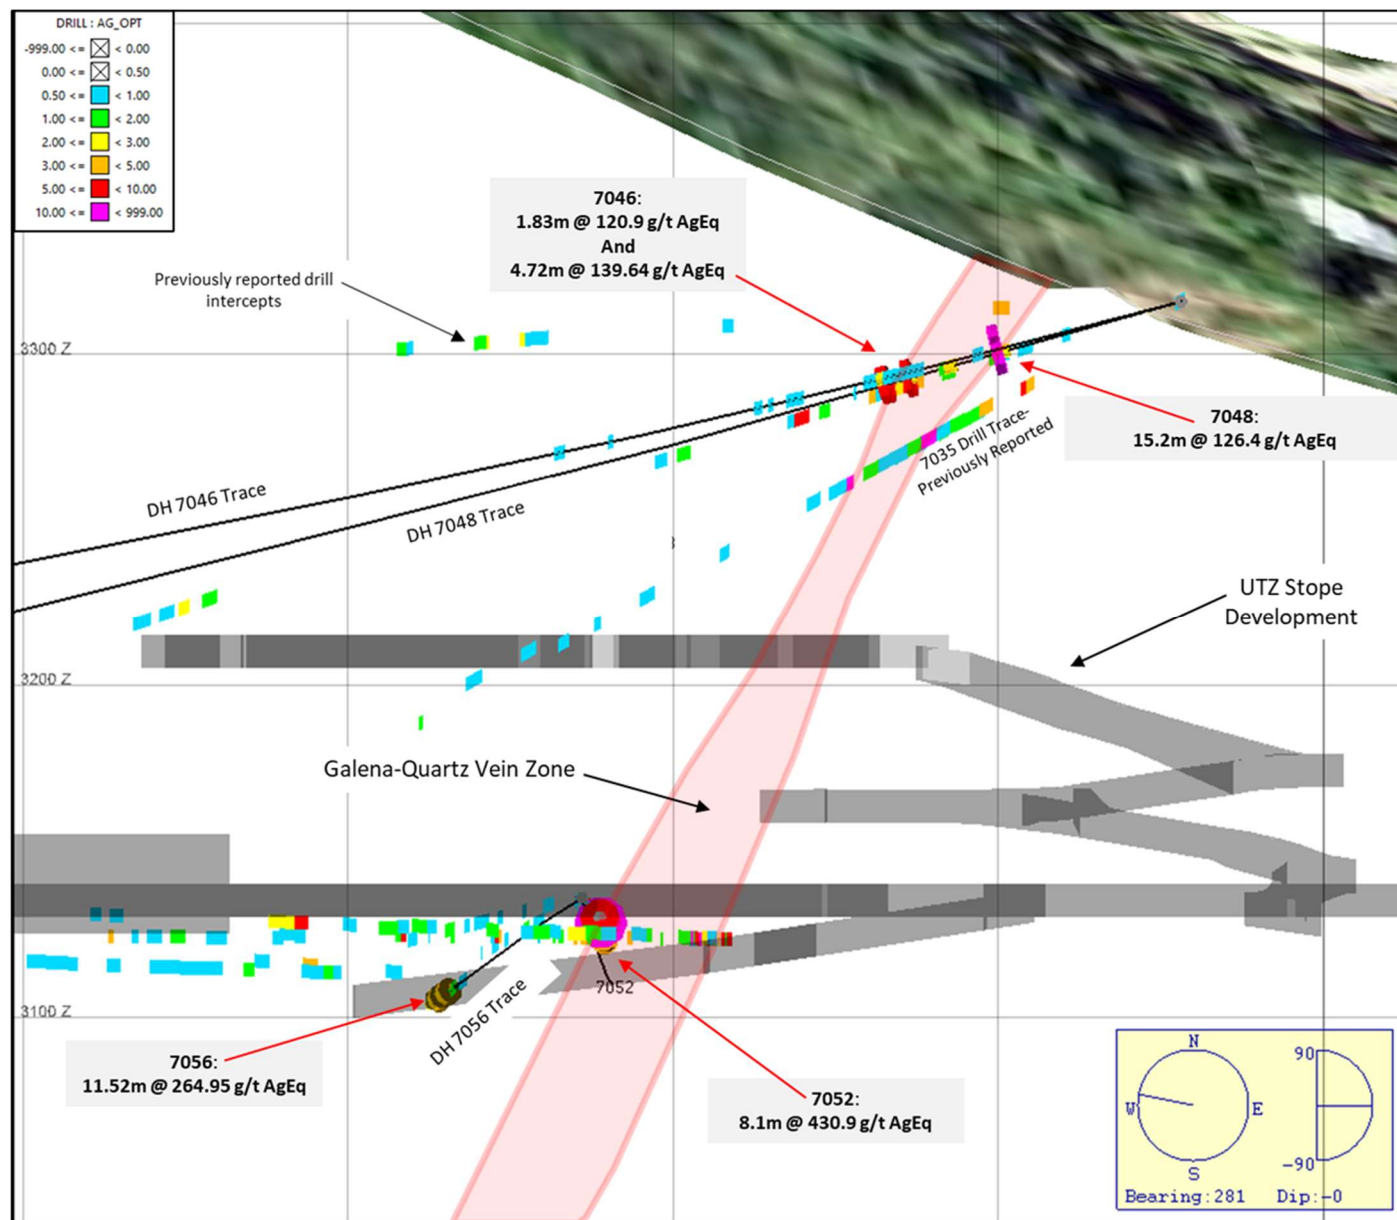 DRILL : AG_OPT
-999.00 <= < 0.00
0.00 <= < 0.50
0.50 <= < 1.00
1.00 <= < 2.00
2.00 <= < 3.00
3.00 <= < 5.00
5.00 <= < 10.00
10.00 <= < 999.00
7046:
1.83m @ 120.9 g/t AgEq
And
4.72m @ 139.64 g/t AgEq
Previously reported drill
intercepts
3300 Z
7048:
15.2m @ 126.4 g/t AgEq
7035 Drill Trace-
Previously Reported
DH 7046 Trace
DH 7048 Trace
UTZ Stope
Development
3200 Z
Galena-Quartz Vein Zone
7052
3100 Z
DH 7056 Trace
7056:
11.52m @ 264.95 g/t AgEq
7052:
8.1m @ 430.9 g/t AgEq
N
W
E
S
90
-90
Bearing:281 Dip:-0